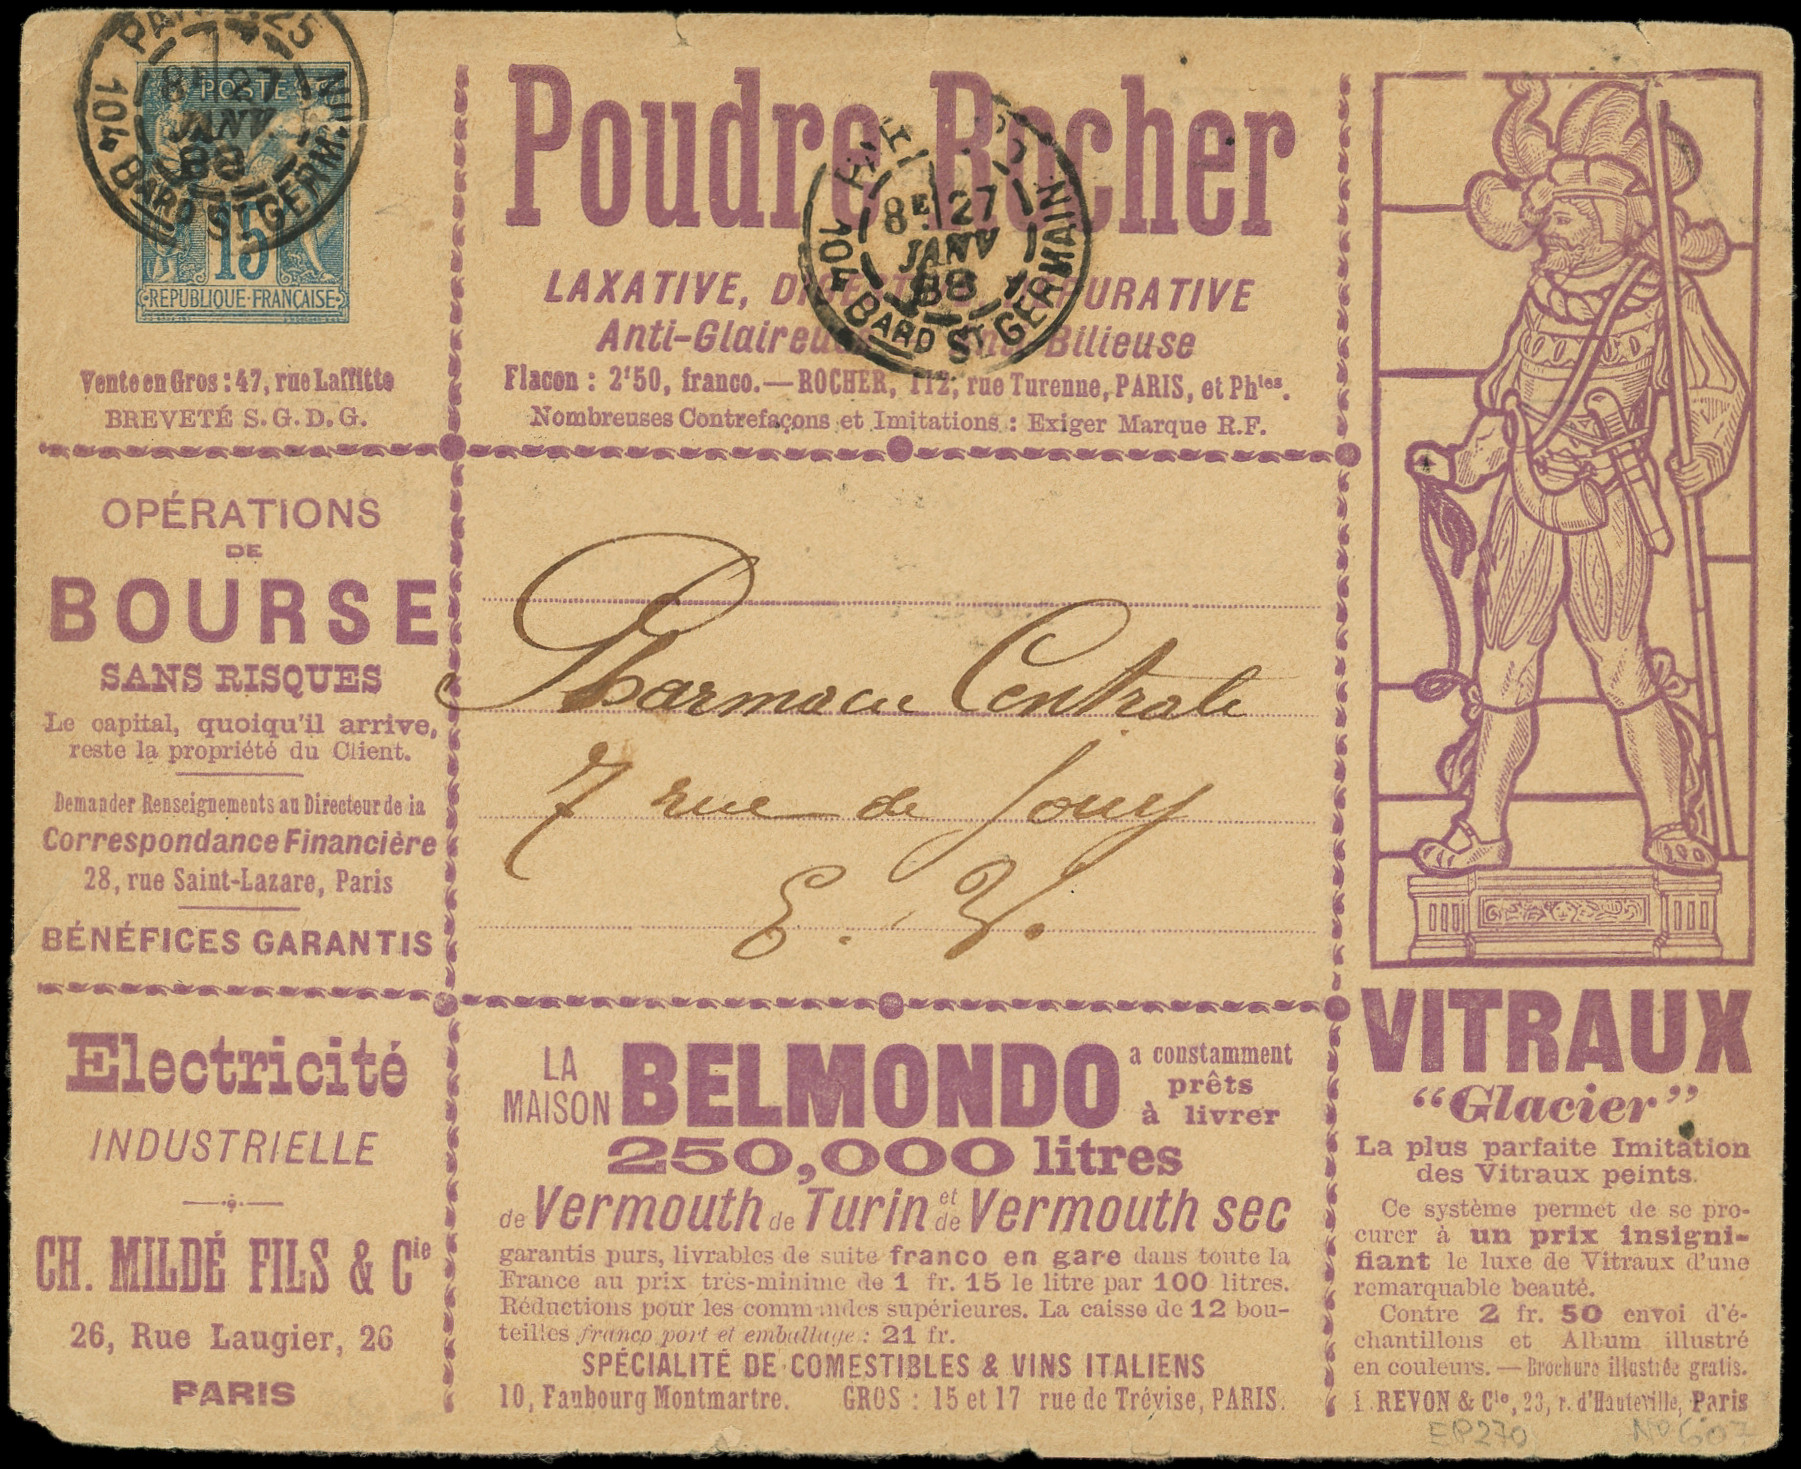 POSTE
15
REPUBLIQUE FRANÇAISE
8E 27
JANV.
88
104 BARD ST GERMAIN
Vente en Gros : 47, rue Laffitte
BREVETÉ S. G. D. G.
Poudre Rocher
8E 27
JANV
88
104 BARD ST GERMAIN
LAXATIVE,
Anti-Glaireuse Bilieuse
Flacon : 2f50, franco. — ROCHER, 112, rue Turenne, PARIS, et Phies.
Nombreuses Contrefaçons et Imitations : Exiger Marque R.F.
OPÉRATIONS
DE
BOURSE
SANS RISQUES
Le capital, quoiqu'il arrive,
reste la propriété du Client.
Demander Renseignements au Directeur de la
Correspondance Financière
28, rue Saint-Lazare, Paris
BÉNÉFICES GARANTIS
Pharmacie Centrale
7 rue de Jouy
E. V.
Electricité
INDUSTRIELLE
CH. MILDÉ FILS & Cie
26, Rue Laugier, 26
PARIS
LA MAISON BELMONDO a constamment
prêts
à livrer
250,000 litres
de Vermouth de Turin et de Vermouth sec
garantis purs, livrables de suite franco en gare dans toute la
France au prix très-minime de 1 fr. 15 le litre par 100 litres.
Réductions pour les commandes supérieures. La caisse de 12 bou-
teilles franco port et emballage : 21 fr.
SPÉCIALITÉ DE COMESTIBLES & VINS ITALIENS
10, Faubourg Montmartre. GROS : 15 et 17 rue de Trévise, PARIS.
VITRAUX
“Glacier”
La plus parfaite Imitation
des Vitraux peints.
Ce système permet de se pro-
curer à un prix insigni-
fiant le luxe de Vitraux d'une
remarquable beauté.
Contre 2 fr. 50 envoi d'é-
chantillons et Album illustré
en couleurs. — Brochure illustrée gratis.
REVON & Cie, 23, r. d'Hauteville, Paris
EP270